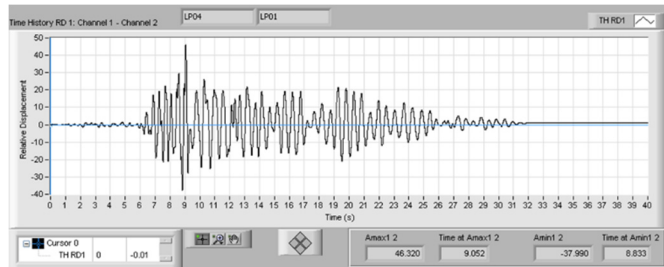 LP04 LP01
Time History RD 1: Channel 1 - Channel 2
TH RD1
50
40
30
20
10
0
-10
-20
-30
-40
Relative Displacement
0 1 2 3 4 5 6 7 8 9 10 11 12 13 14 15 16 17 18 19 20 21 22 23 24 25 26 27 28 29 30 31 32 33 34 35 36 37 38 39 40
Time (s)
Cursor 0
TH RD1 0 -0.01
Amax1 2 Time at Amax1 2 Amin1 2 Time at Amin1 2
46.320 9.052 -37.990 8.833